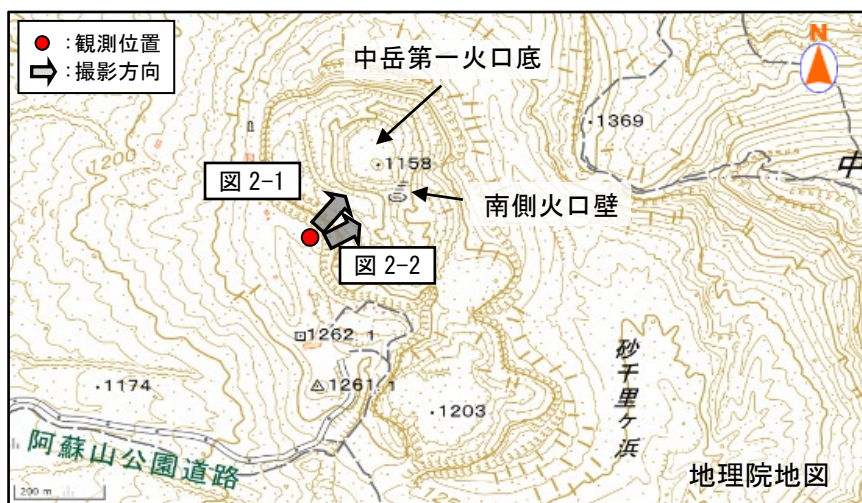 ：観測位置
：撮影方向
中岳第一火口底
N
1369
1200
1158
中
図 2-1
南側火口壁
図 2-2
1262 1
砂千里ヶ浜
1174
1261 1
1203
阿蘇山公園道路
地理院地図
200 m